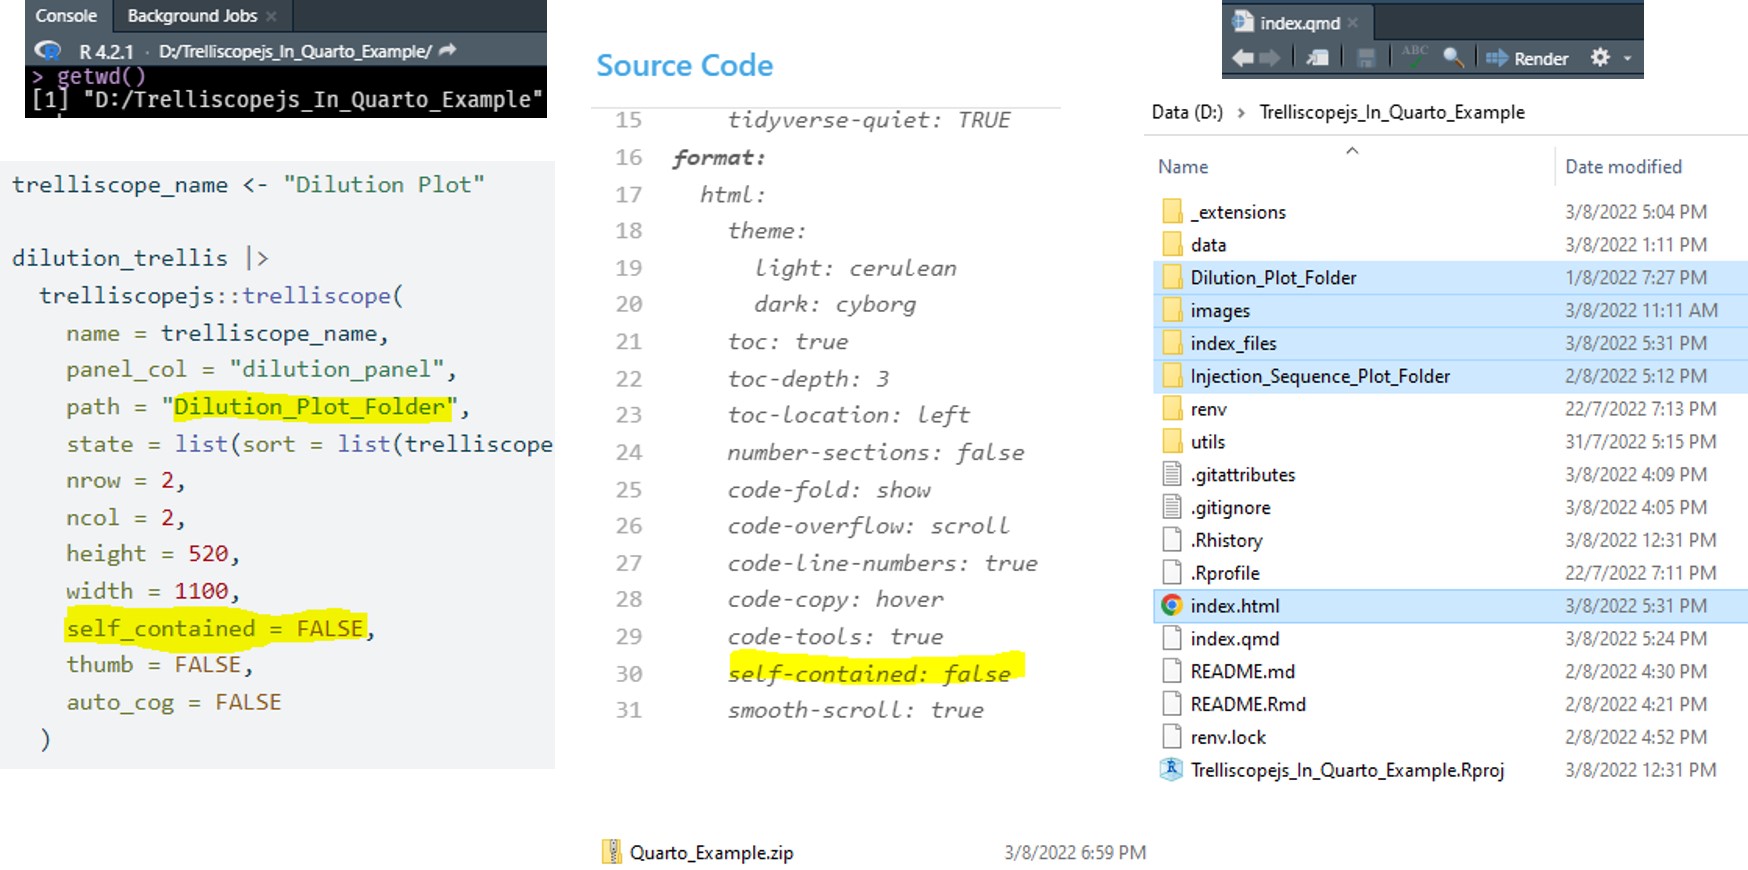 Console Background Jobs
R 4.2.1 · D:/Trelliscopejs_In_Quarto_Example/
> getwd()
[1] "D:/Trelliscopejs_In_Quarto_Example"
trelliscope_name <- "Dilution Plot"
dilution_trellis |>
trelliscopejs::trelliscope(
name = trelliscope_name,
panel_col = "dilution_panel",
path = "Dilution_Plot_Folder",
state = list(sort = list(trelliscope
nrow = 2,
ncol = 2,
height = 520,
width = 1100,
self_contained = FALSE,
thumb = FALSE,
auto_cog = FALSE
)
Source Code
15 tidyverse-quiet: TRUE
16 format:
17 html:
18 theme:
19 light: cerulean
20 dark: cyborg
21 toc: true
22 toc-depth: 3
23 toc-location: left
24 number-sections: false
25 code-fold: show
26 code-overflow: scroll
27 code-line-numbers: true
28 code-copy: hover
29 code-tools: true
30 self-contained: false
31 smooth-scroll: true
index.qmd
ABC Render
Data (D:) > Trelliscopejs_In_Quarto_Example
Name Date modified
_extensions 3/8/2022 5:04 PM
data 3/8/2022 1:11 PM
Dilution_Plot_Folder 1/8/2022 7:27 PM
images 3/8/2022 11:11 AM
index_files 3/8/2022 5:31 PM
Injection_Sequence_Plot_Folder 2/8/2022 5:12 PM
renv 22/7/2022 7:13 PM
utils 31/7/2022 5:15 PM
.gitattributes 3/8/2022 4:09 PM
.gitignore 3/8/2022 4:05 PM
.Rhistory 3/8/2022 12:31 PM
.Rprofile 22/7/2022 7:11 PM
index.html 3/8/2022 5:31 PM
index.qmd 3/8/2022 5:24 PM
README.md 2/8/2022 4:30 PM
README.Rmd 2/8/2022 4:21 PM
renv.lock 2/8/2022 4:52 PM
Trelliscopejs_In_Quarto_Example.Rproj 3/8/2022 12:31 PM
Quarto_Example.zip 3/8/2022 6:59 PM